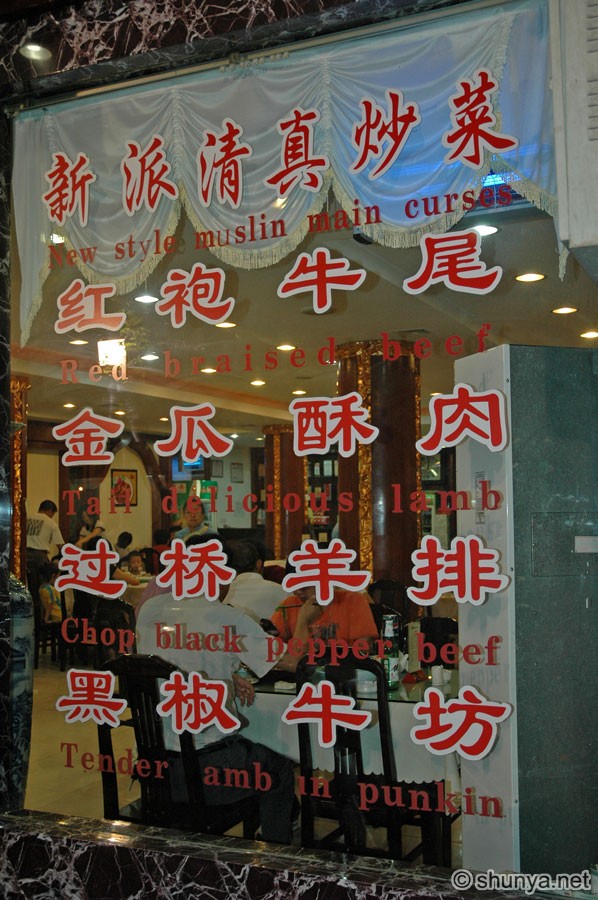 新派清真炒菜
New style muslin main curses
红袍牛尾
Red braised beef
金瓜酥肉
Tail delicious lamb
过桥羊排
Chop black pepper beef
黑椒牛坊
Tender amb in punkin
© shunya.net